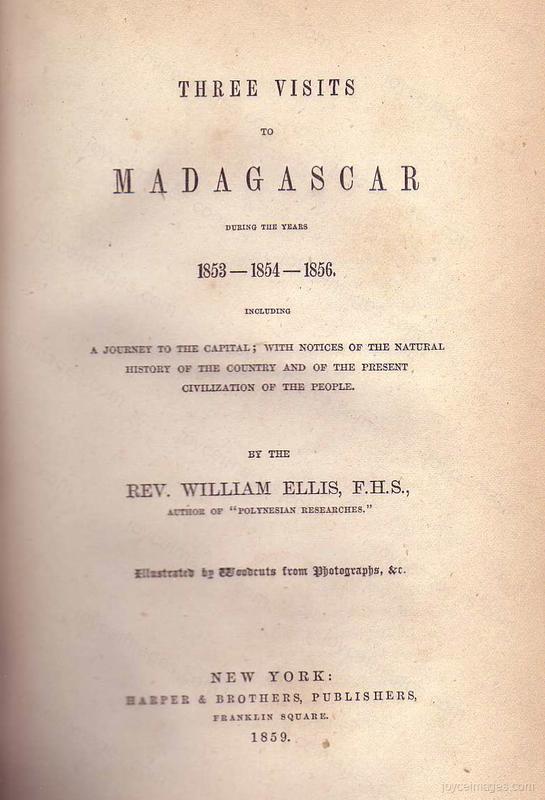 THREE VISITS
TO
MADAGASCAR
DURING THE YEARS
1853—1854—1856.
INCLUDING
A JOURNEY TO THE CAPITAL; WITH NOTICES OF THE NATURAL
HISTORY OF THE COUNTRY AND OF THE PRESENT
CIVILIZATION OF THE PEOPLE.
BY THE
REV. WILLIAM ELLIS, F.H.S.,
AUTHOR OF "POLYNESIAN RESEARCHES."
Illustrated by Woodcuts from Photographs, &c.
NEW YORK:
HARPER & BROTHERS, PUBLISHERS,
FRANKLIN SQUARE.
1859.
joyceimages.com